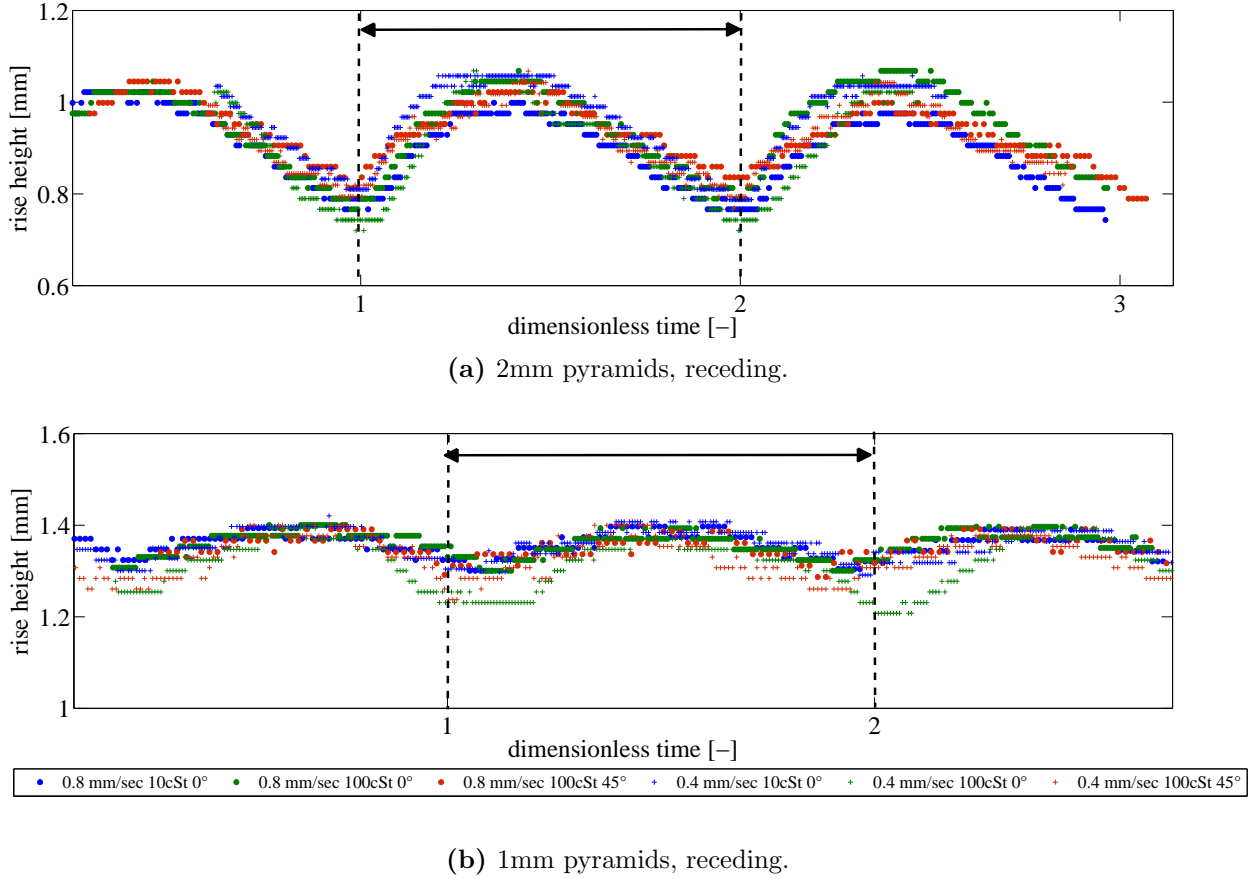 1.2
1
0.8
0.6
rise height [mm]
1 2 3
dimensionless time [–]
(a) 2mm pyramids, receding.
1.6
1.4
1.2
1
rise height [mm]
1 2
dimensionless time [–]
0.8 mm/sec 10cSt 0° 0.8 mm/sec 100cSt 0° 0.8 mm/sec 100cSt 45° 0.4 mm/sec 10cSt 0° 0.4 mm/sec 100cSt 0° 0.4 mm/sec 100cSt 45°
(b) 1mm pyramids, receding.